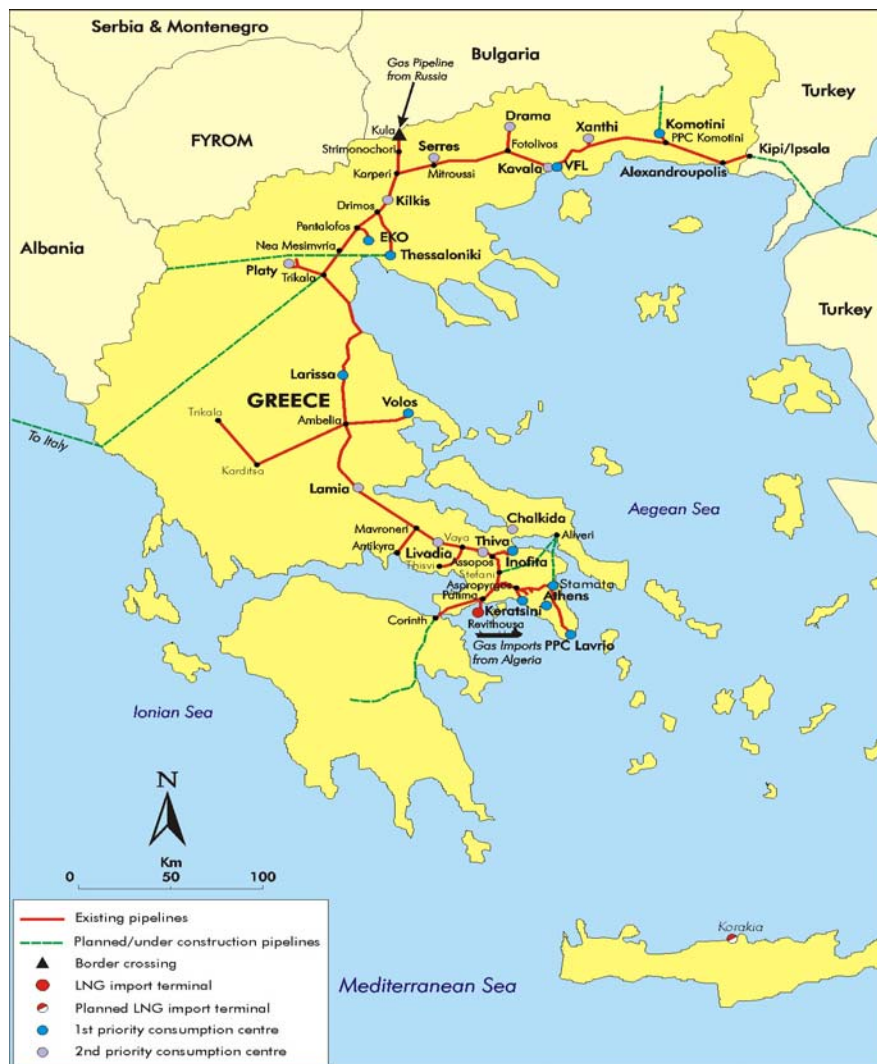 Serbia & Montenegro
Bulgaria
Gas Pipeline
from Russia
Turkey
FYROM
Kula
Drama
Xanthi
Komotini
Strimonochori
Serres
Fotolivos
PPC Komotini
Kipi/Ipsala
Karperi
Mitroussi
Kavala
VFL
Alexandroupolis
Drimos
Kilkis
Pentalofos
Albania
Nea Mesimvria
EKO
Thessaloniki
Platy
Trikala
Turkey
Larissa
GREECE
Volos
Trikala
Ambelia
To Italy
Karditsa
Lamia
Aegean Sea
Chalkida
Mavroneri
Vaya
Thiva
Aliveri
Antikyra
Livadia
Inofita
Thisvi
Assopos
Stefani
Stamata
Aspropyrgos
Patima
Athens
Keratsini
Corinth
Revithousa
PPC Lavrio
Gas Imports
from Algeria
Ionian Sea
N
Km
0 50 100
Korakia
Mediterranean Sea
Existing pipelines
Planned/under construction pipelines
Border crossing
LNG import terminal
Planned LNG import terminal
1st priority consumption centre
2nd priority consumption centre